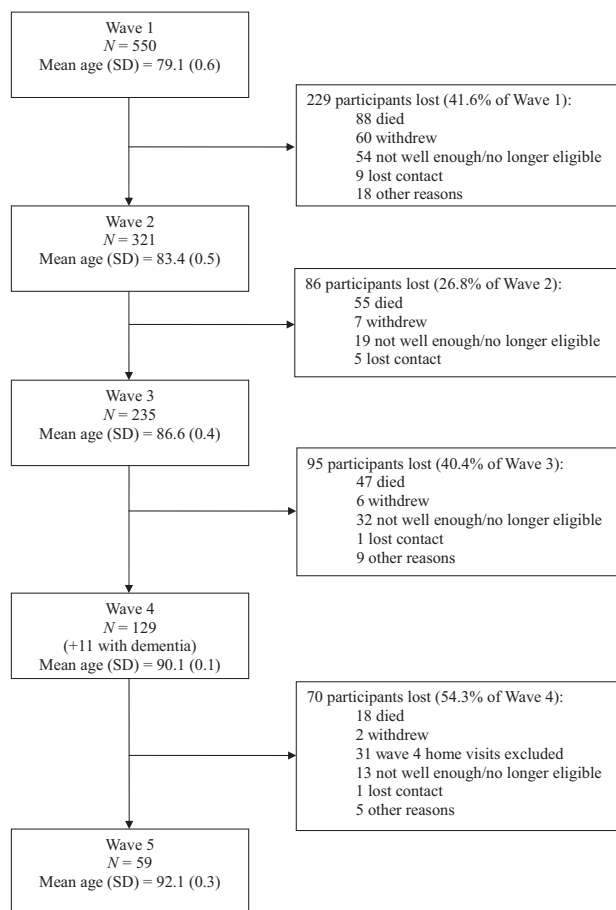 Wave 1
N = 550
Mean age (SD) = 79.1 (0.6)
229 participants lost (41.6% of Wave 1):
88 died
60 withdrew
54 not well enough/no longer eligible
9 lost contact
18 other reasons
Wave 2
N = 321
Mean age (SD) = 83.4 (0.5)
86 participants lost (26.8% of Wave 2):
55 died
7 withdrew
19 not well enough/no longer eligible
5 lost contact
Wave 3
N = 235
Mean age (SD) = 86.6 (0.4)
95 participants lost (40.4% of Wave 3):
47 died
6 withdrew
32 not well enough/no longer eligible
1 lost contact
9 other reasons
Wave 4
N = 129
(+11 with dementia)
Mean age (SD) = 90.1 (0.1)
70 participants lost (54.3% of Wave 4):
18 died
2 withdrew
31 wave 4 home visits excluded
13 not well enough/no longer eligible
1 lost contact
5 other reasons
Wave 5
N = 59
Mean age (SD) = 92.1 (0.3)